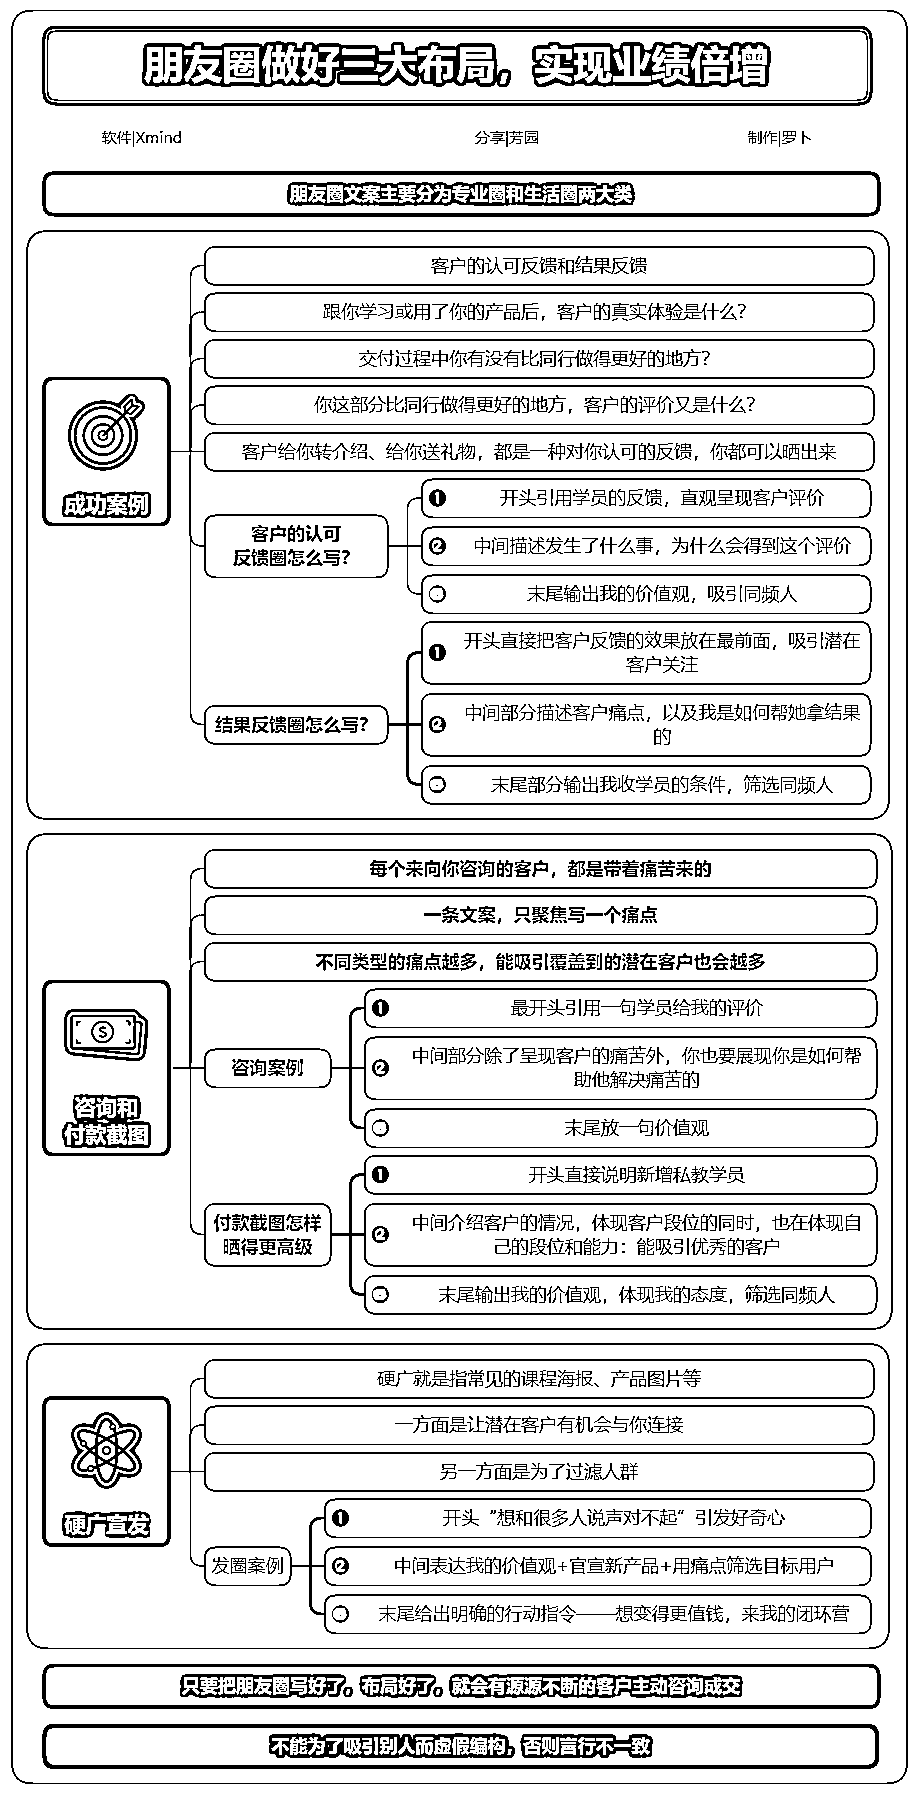 朋友圈做好三大布局，实现业绩倍增
软件|Xmind
分享|芳园
制作|罗卜
朋友圈文案主要分为专业圈和生活圈两大类
成功案例
客户的认可反馈和结果反馈
跟你学习或用了你的产品后，客户的真实体验是什么？
交付过程中你有没有比同行做得更好的地方？
你这部分比同行做得更好的地方，客户的评价又是什么？
客户给你转介绍、给你送礼物，都是一种对你认可的反馈，你都可以晒出来
客户的认可
反馈圈怎么写？
❶ 开头引用学员的反馈，直观呈现客户评价
❷ 中间描述发生了什么事，为什么会得到这个评价
末尾输出我的价值观，吸引同频人
结果反馈圈怎么写？
❶ 开头直接把客户反馈的效果放在最前面，吸引潜在
客户关注
❷ 中间部分描述客户痛点，以及我是如何帮她拿结果
的
末尾部分输出我收学员的条件，筛选同频人
咨询和
付款截图
每个来向你咨询的客户，都是带着痛苦来的
一条文案，只聚焦写一个痛点
不同类型的痛点越多，能吸引覆盖到的潜在客户也会越多
咨询案例
❶ 最开头引用一句学员给我的评价
❷ 中间部分除了呈现客户的痛苦外，你也要展现你是如何帮
助他解决痛苦的
末尾放一句价值观
付款截图怎样
晒得更高级
❶ 开头直接说明新增私教学员
❷ 中间介绍客户的情况，体现客户段位的同时，也在体现自
己的段位和能力：能吸引优秀的客户
末尾输出我的价值观，体现我的态度，筛选同频人
硬广直发
硬广就是指常见的课程海报、产品图片等
一方面是让潜在客户有机会与你连接
另一方面是为了过滤人群
发圈案例
❶ 开头“想和很多人说声对不起”引发好奇心
❷ 中间表达我的价值观+官宣新产品+用痛点筛选目标用户
末尾给出明确的行动指令——想变得更值钱，来我的闭环营
只要把朋友圈写好了，布局好了，就会有源源不断的客户主动咨询成交
不能为了吸引别人而虚假编构，否则言行不一致